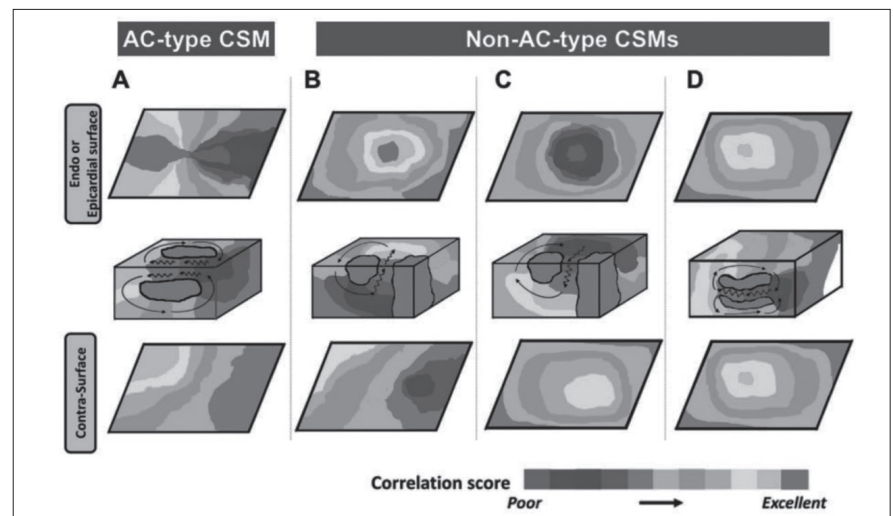 AC-type CSM
Non-AC-type CSMs
A
B
C
D
Endo or
Epicardial surface
Contra-Surface
Correlation score
Poor
Excellent